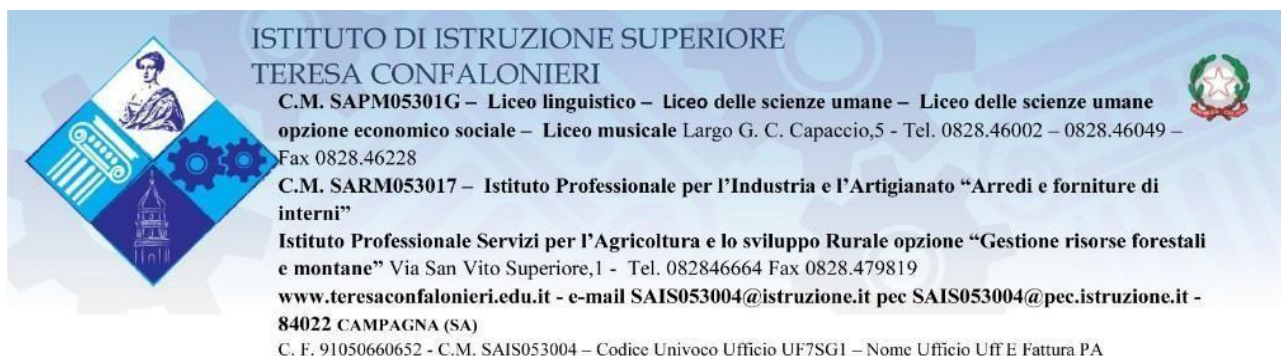 ISTITUTO DI ISTRUZIONE SUPERIORE
TERESA CONFALONIERI
C.M. SAPM05301G – Liceo linguistico – Liceo delle scienze umane – Liceo delle scienze umane
opzione economico sociale – Liceo musicale Largo G. C. Capaccio,5 - Tel. 0828.46002 – 0828.46049 –
Fax 0828.46228
C.M. SARM053017 – Istituto Professionale per l'Industria e l'Artigianato “Arredi e forniture di
interni”
Istituto Professionale Servizi per l'Agricoltura e lo sviluppo Rurale opzione “Gestione risorse forestali
e montane” Via San Vito Superiore,1 - Tel. 082846664 Fax 0828.479819
www.teresaconfalonieri.edu.it - e-mail SAIS053004@istruzione.it pec SAIS053004@pec.istruzione.it -
84022 CAMPAGNA (SA)
C. F. 91050660652 - C.M. SAIS053004 – Codice Univoco Ufficio UF7SG1 – Nome Ufficio Uff E Fattura PA